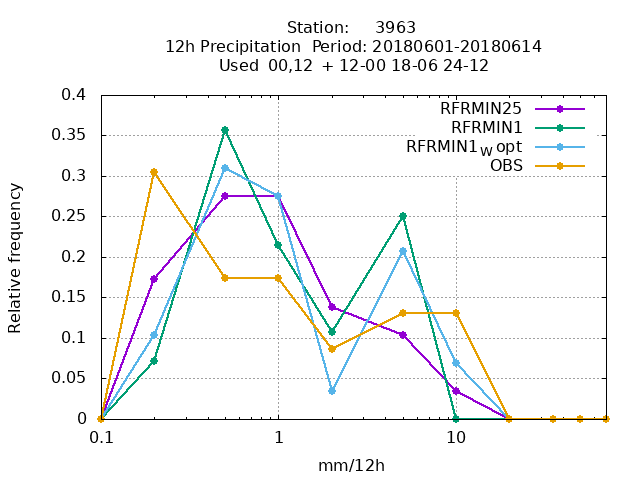 Station: 3963
12h Precipitation Period: 20180601-20180614
Used 00,12 + 12-00 18-06 24-12
0.4
0.35
0.3
0.25
0.2
0.15
0.1
0.05
0
Relative frequency
RFRMIN25
RFRMIN1
RFRMIN1w opt
OBS
0.1 1 10
mm/12h